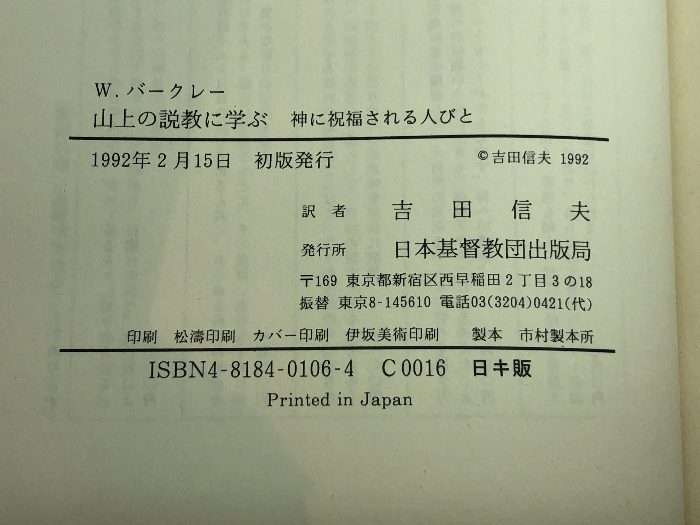 W. バークレー
山上の説教に学ぶ　神に祝福される人びと
1992年2月15日　初版発行　©吉田信夫 1992
訳者　吉田信夫
発行所　日本基督教団出版局
〒169 東京都新宿区西早稲田2丁目3の18
振替 東京8-145610 電話03(3204)0421(代)
印刷　松濤印刷　カバー印刷　伊坂美術印刷　製本　市村製本所
ISBN4-8184-0106-4　C0016　日キ販
Printed in Japan